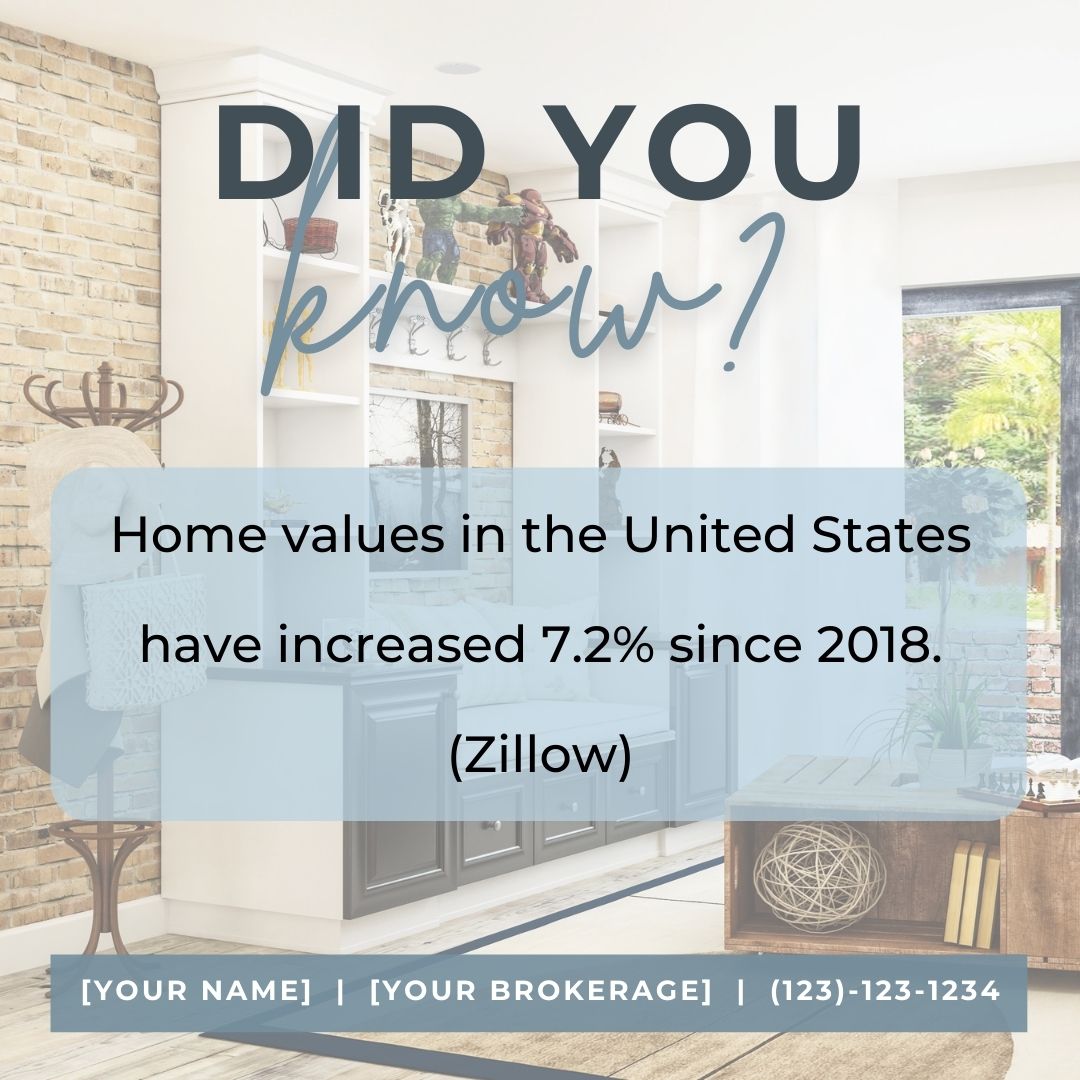 DID YOU
know?
Home values in the United States
have increased 7.2% since 2018.
(Zillow)
[YOUR NAME] | [YOUR BROKERAGE] | (123)-123-1234